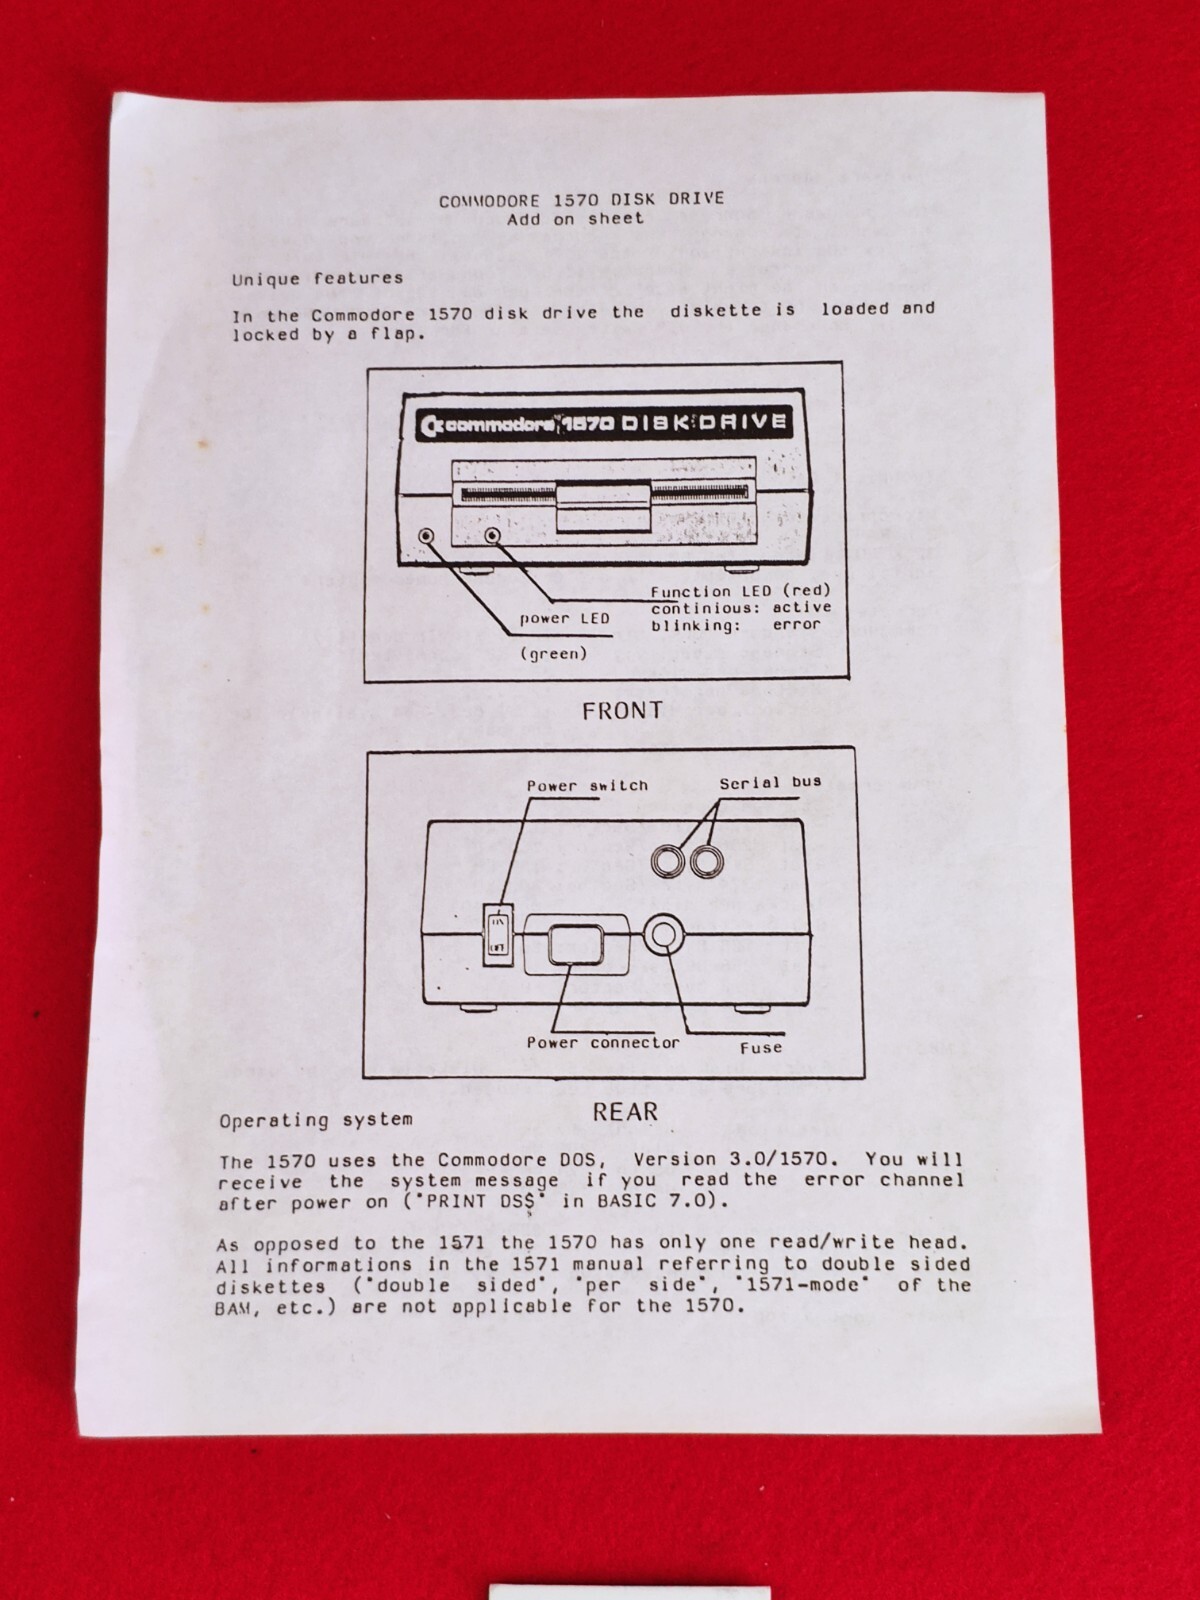 COMMODORE 1570 DISK DRIVE
Add on sheet
Unique features
In the Commodore 1570 disk drive the diskette is loaded and
locked by a flap.
commodore 1570 DISK DRIVE
Function LED (red)
continious: active
blinking: error
power LED
(green)
FRONT
Power switch
Serial bus
ON
OFF
Power connector
Fuse
REAR
Operating system
The 1570 uses the Commodore DOS, Version 3.0/1570. You will
receive the system message if you read the error channel
after power on ("PRINT DS$" in BASIC 7.0).
As opposed to the 1571 the 1570 has only one read/write head.
All informations in the 1571 manual referring to double sided
diskettes ("double sided", "per side", "1571-mode" of the
BAM, etc.) are not applicable for the 1570.